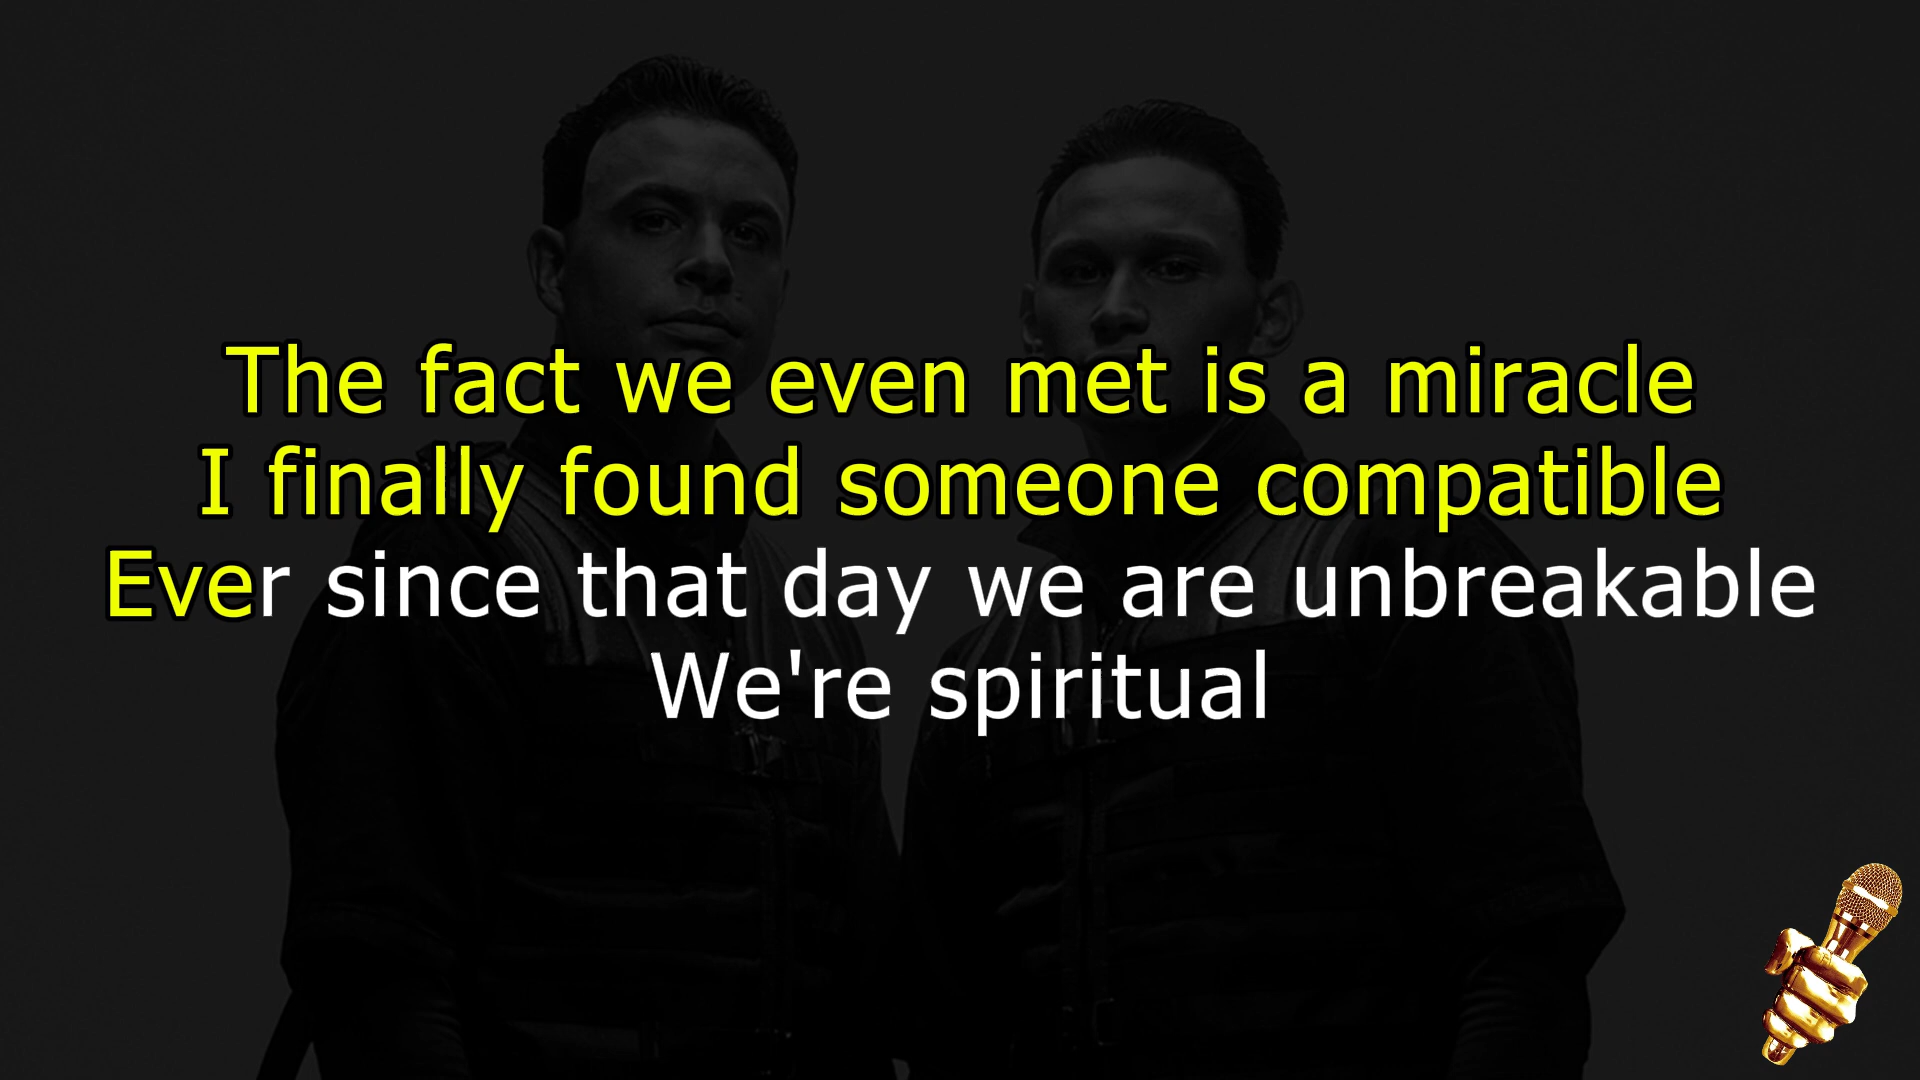 The fact we even met is a miracle
I finally found someone compatible
Ever since that day we are unbreakable
We're spiritual